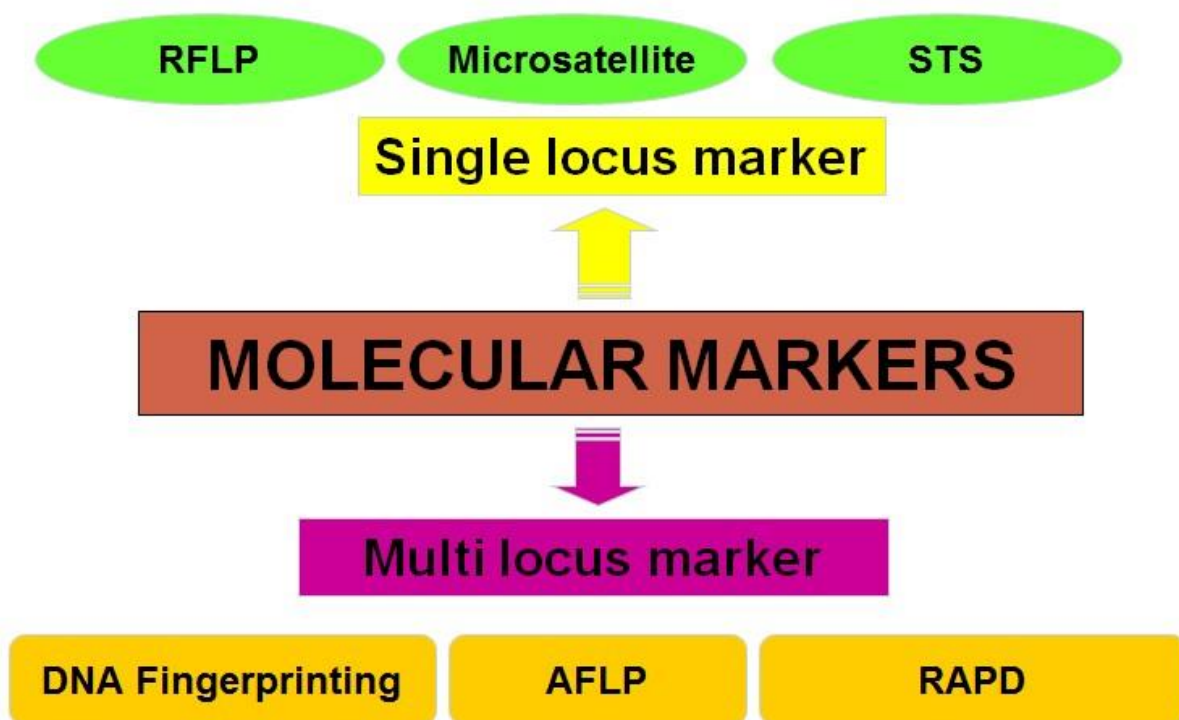 RFLP Microsatellite STS
Single locus marker
MOLECULAR MARKERS
Multi locus marker
DNA Fingerprinting AFLP RAPD